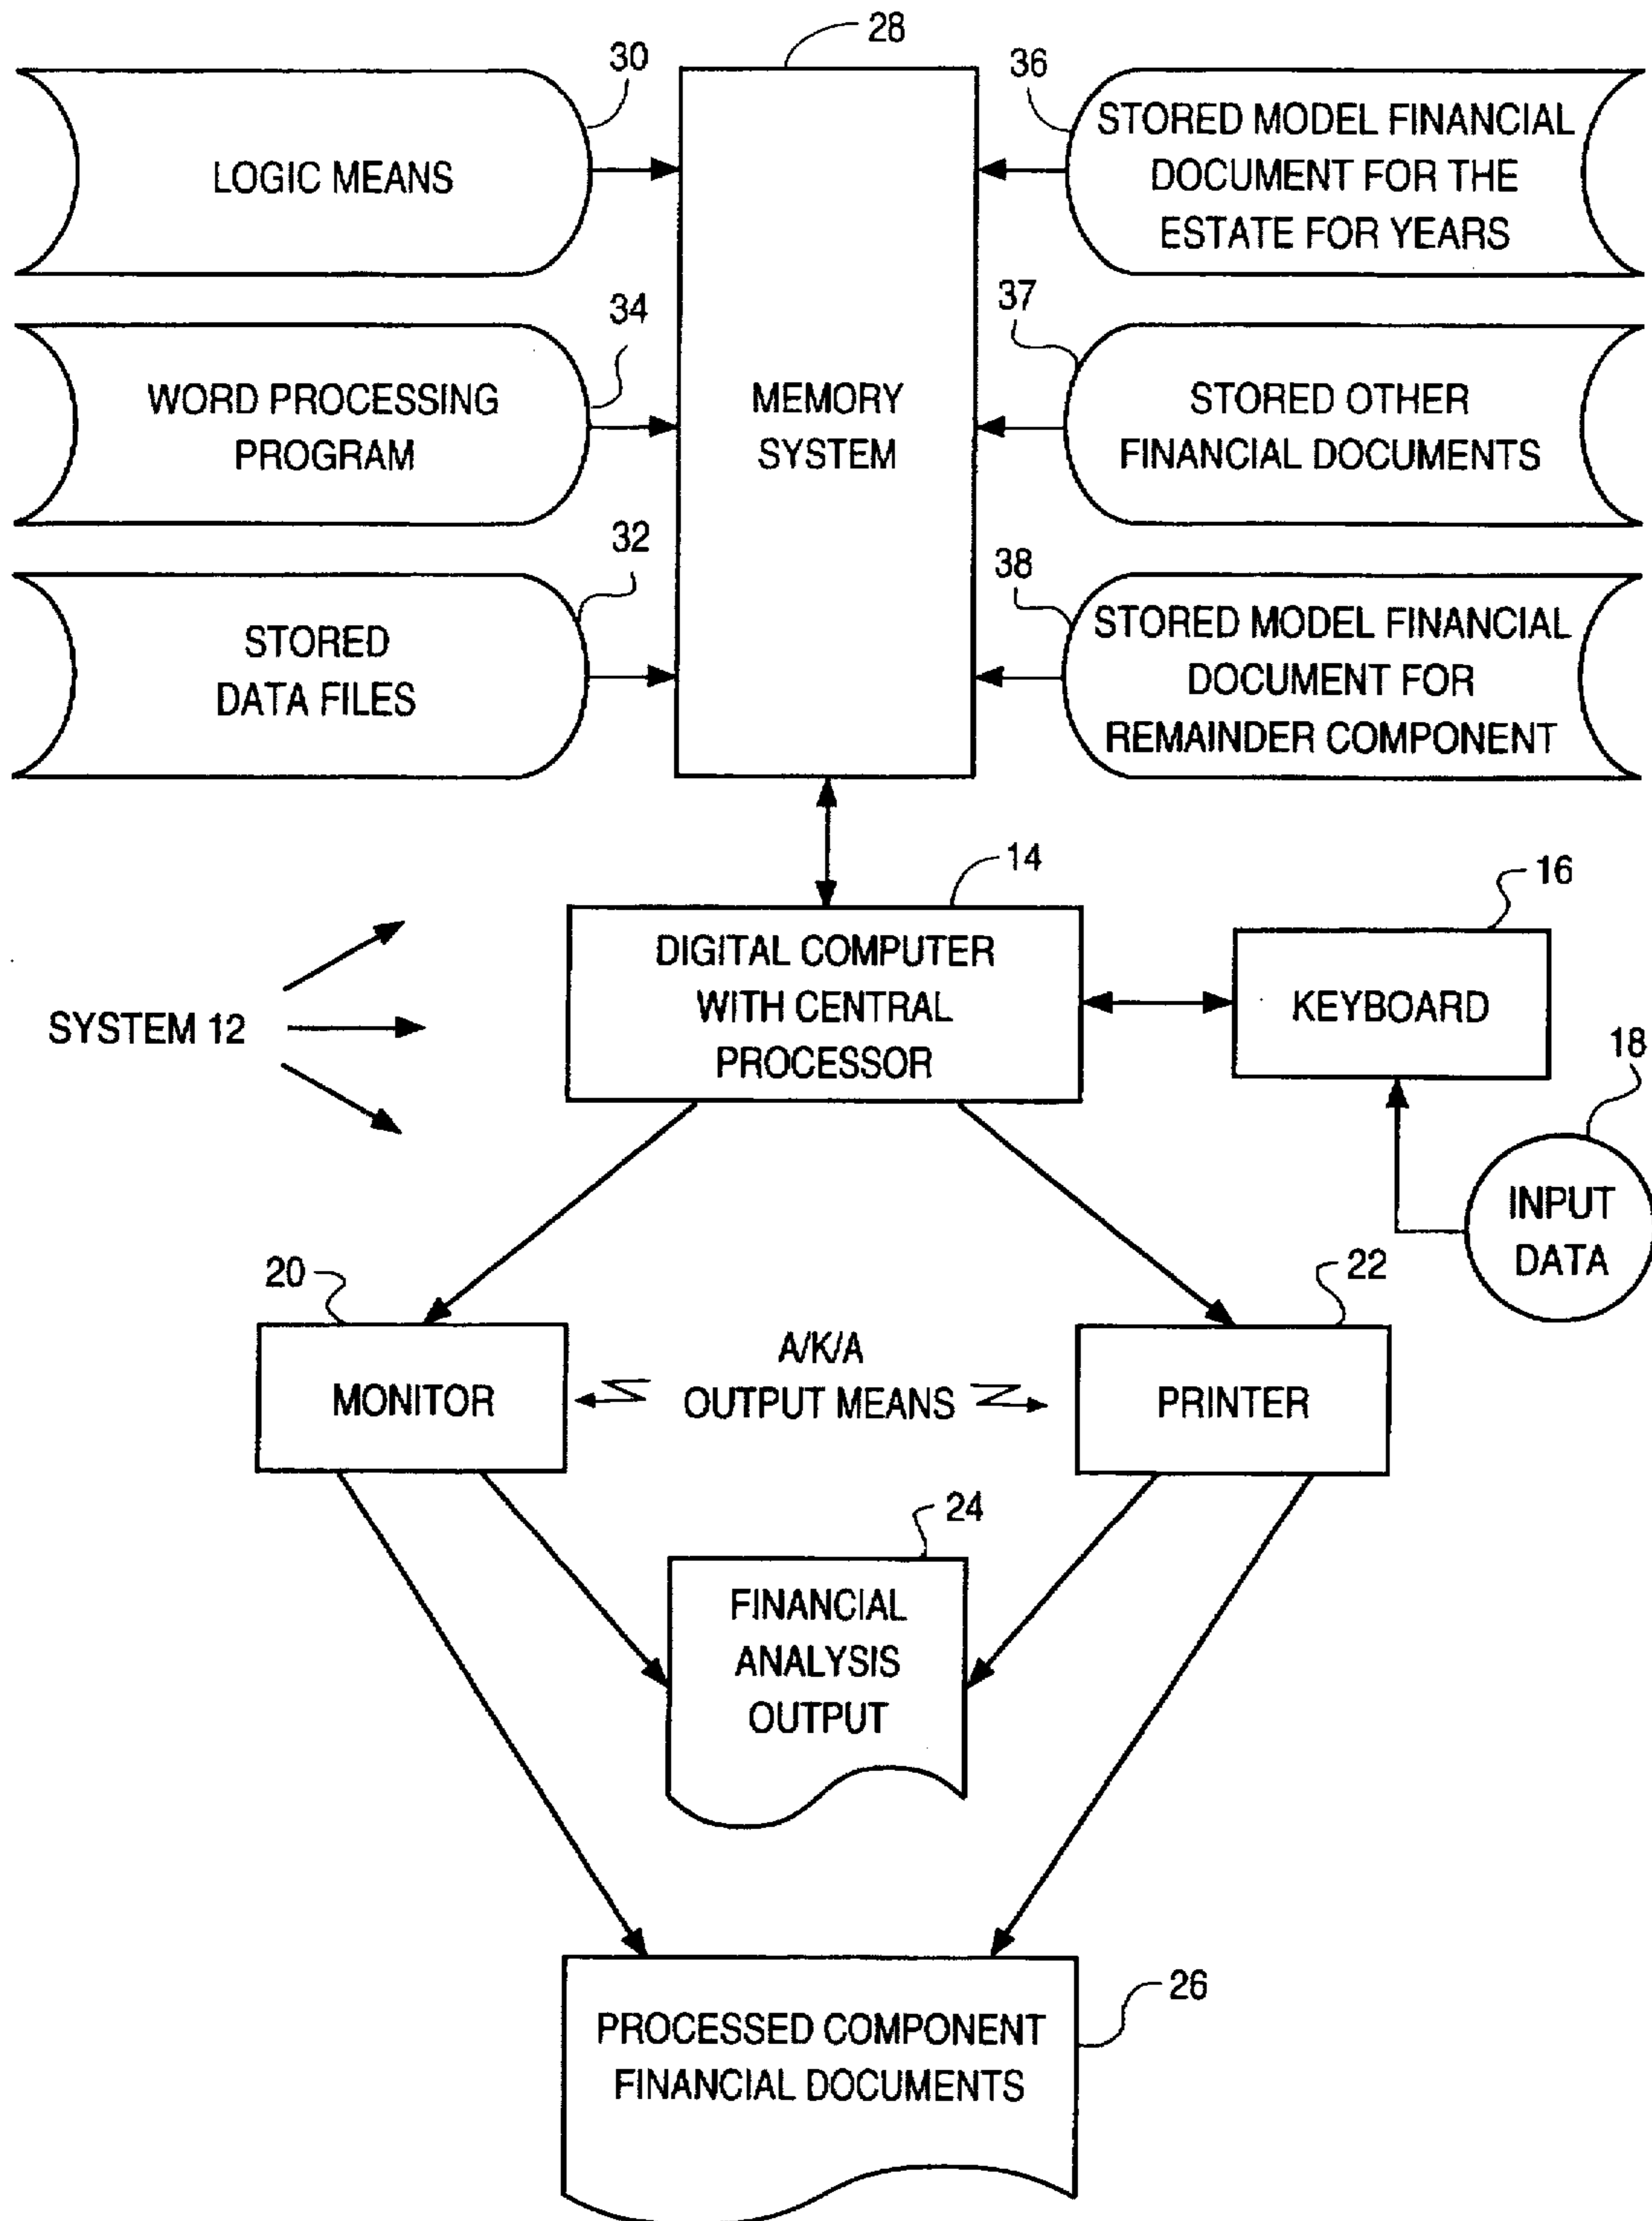 28
30
36
LOGIC MEANS
STORED MODEL FINANCIAL
DOCUMENT FOR THE
ESTATE FOR YEARS
34
37
WORD PROCESSING
PROGRAM
MEMORY
SYSTEM
STORED OTHER
FINANCIAL DOCUMENTS
32
38
STORED
DATA FILES
STORED MODEL FINANCIAL
DOCUMENT FOR
REMAINDER COMPONENT
14
16
DIGITAL COMPUTER
WITH CENTRAL
PROCESSOR
KEYBOARD
SYSTEM 12
18
INPUT
DATA
20
22
MONITOR
A/K/A
OUTPUT MEANS
PRINTER
24
FINANCIAL
ANALYSIS
OUTPUT
26
PROCESSED COMPONENT
FINANCIAL DOCUMENTS